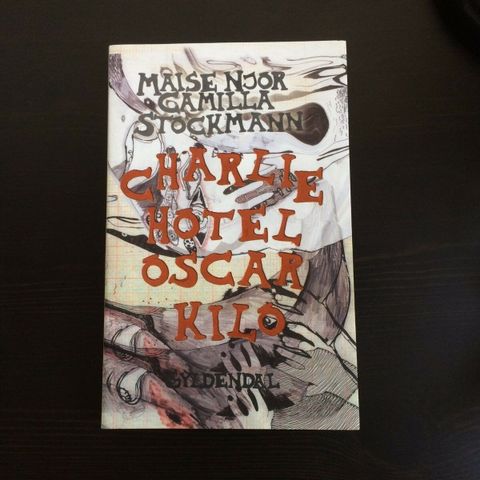 MAISE NJOR
CAMILLA
STOCKMANN
CHARLIE
HOTEL
OSCAR
KILO
GYLDENDAL